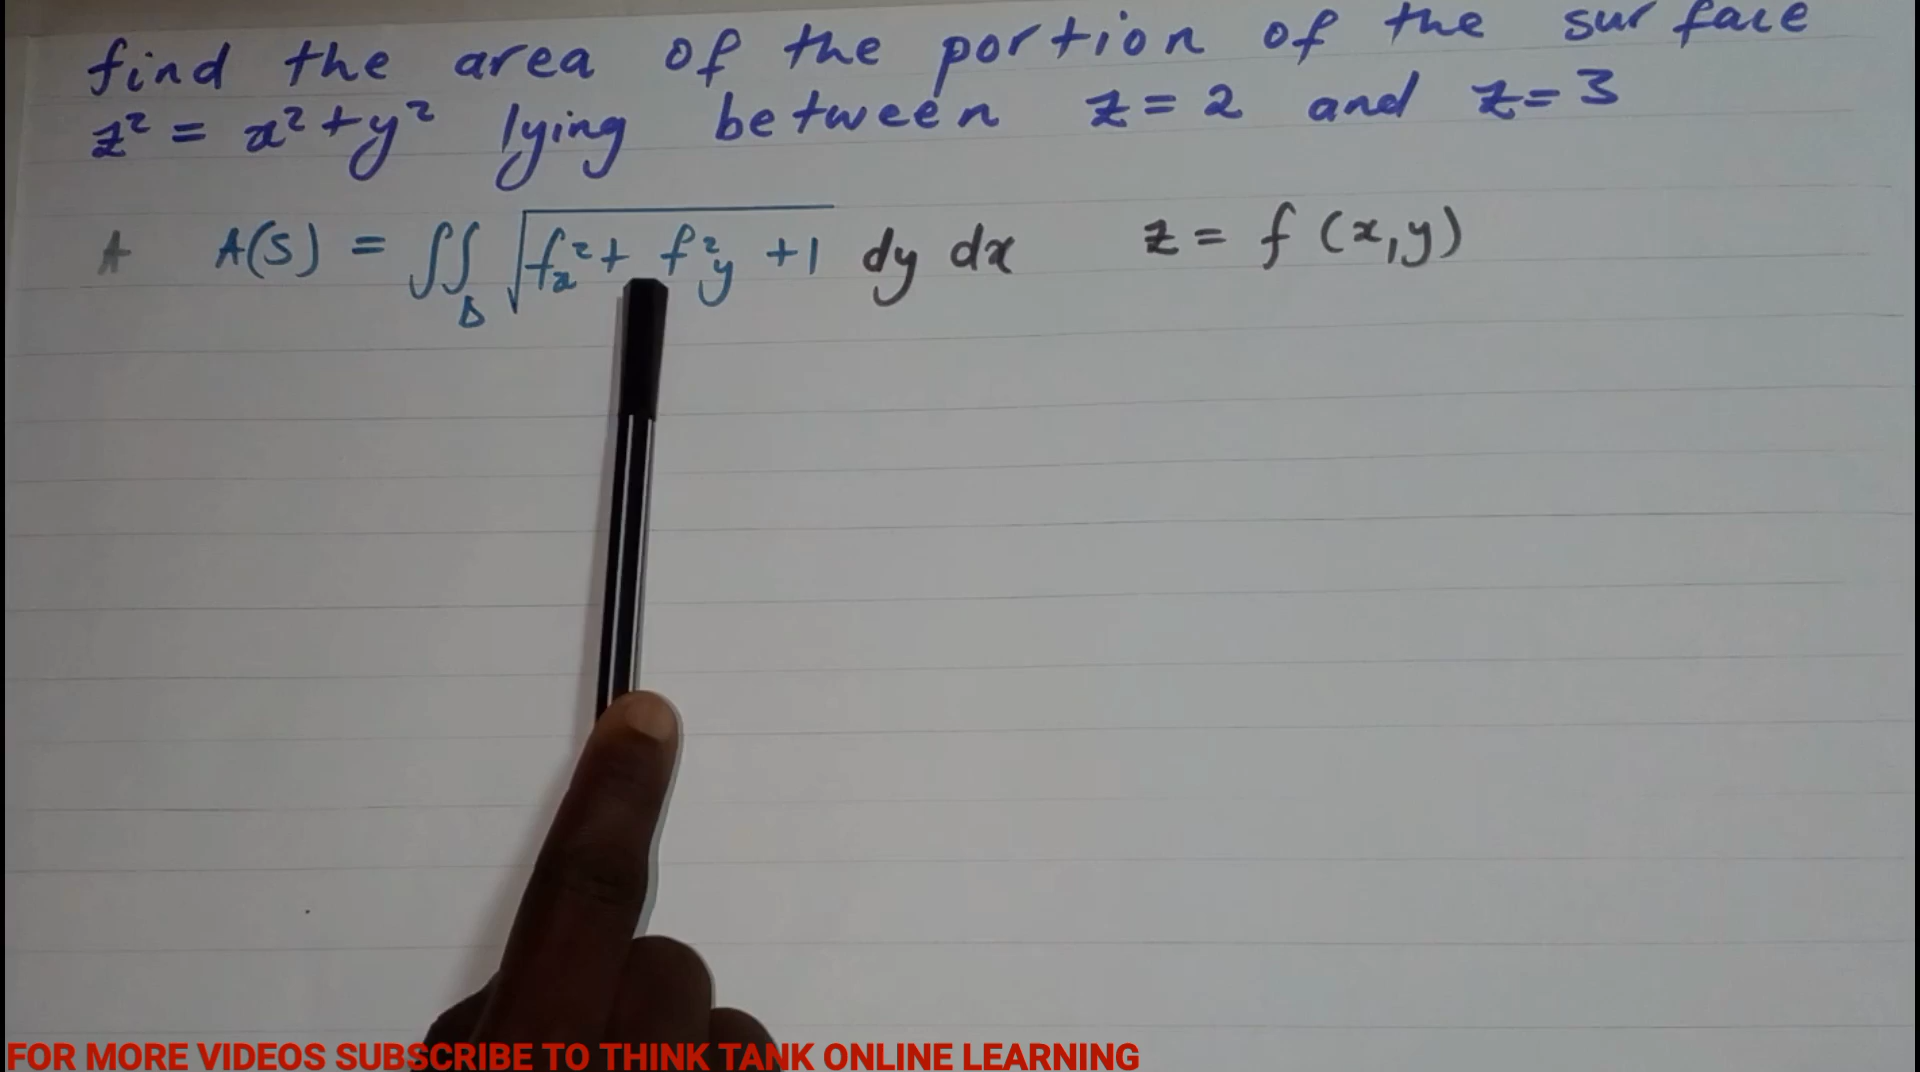 find the area of the portion of the surface
z² = x² + y² lying between z = 2 and z = 3
A A(S) = ∬_D √(f_x² + f²_y + 1) dy dx z = f (x,y)
FOR MORE VIDEOS SUBSCRIBE TO THINK TANK ONLINE LEARNING